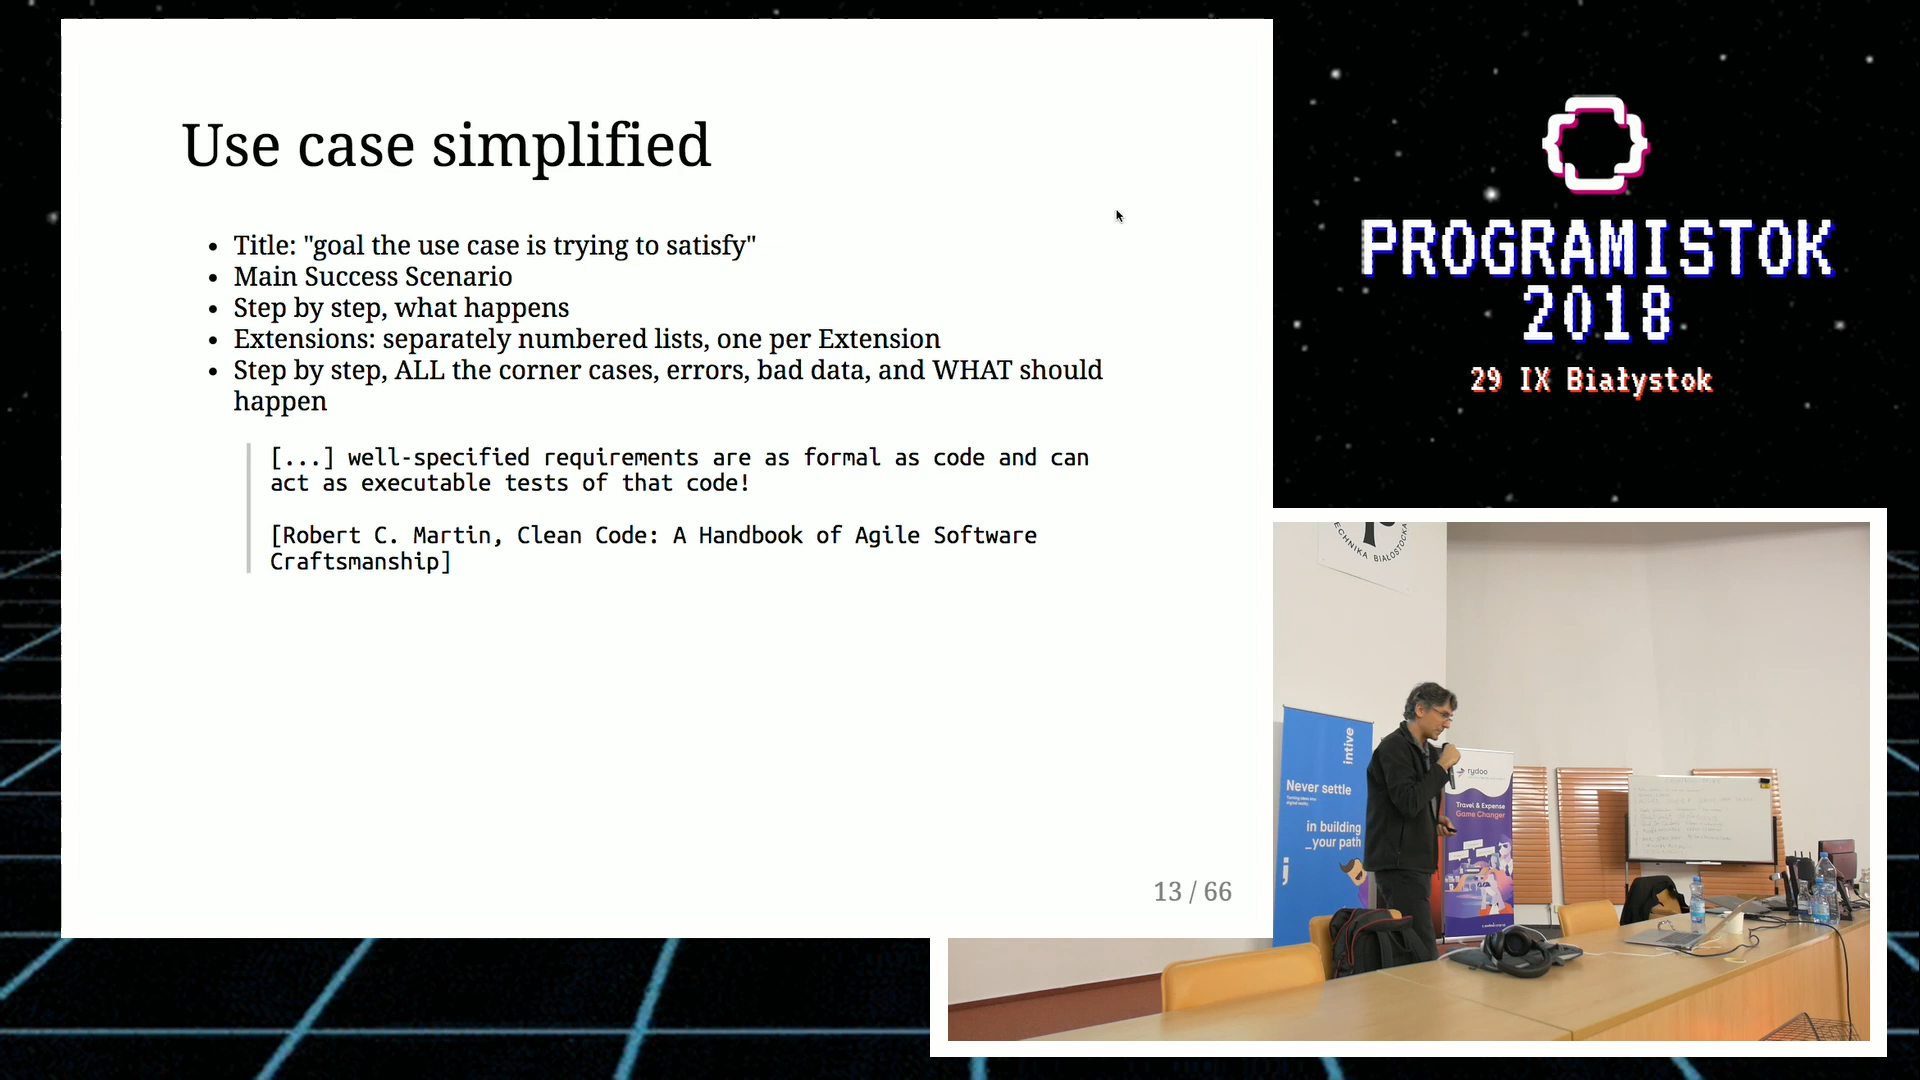 Use case simplified
• Title: "goal the use case is trying to satisfy"
• Main Success Scenario
• Step by step, what happens
• Extensions: separately numbered lists, one per Extension
• Step by step, ALL the corner cases, errors, bad data, and WHAT should
happen
[...] well-specified requirements are as formal as code and can
act as executable tests of that code!
[Robert C. Martin, Clean Code: A Handbook of Agile Software
Craftsmanship]
13 / 66
PROGRAMISTOK
2018
29 IX Białystok
ECHNIKA BIAŁOSTOCKA
intive
Never settle
in building
_your path
rydoo
Travel & Expense
Game Changer